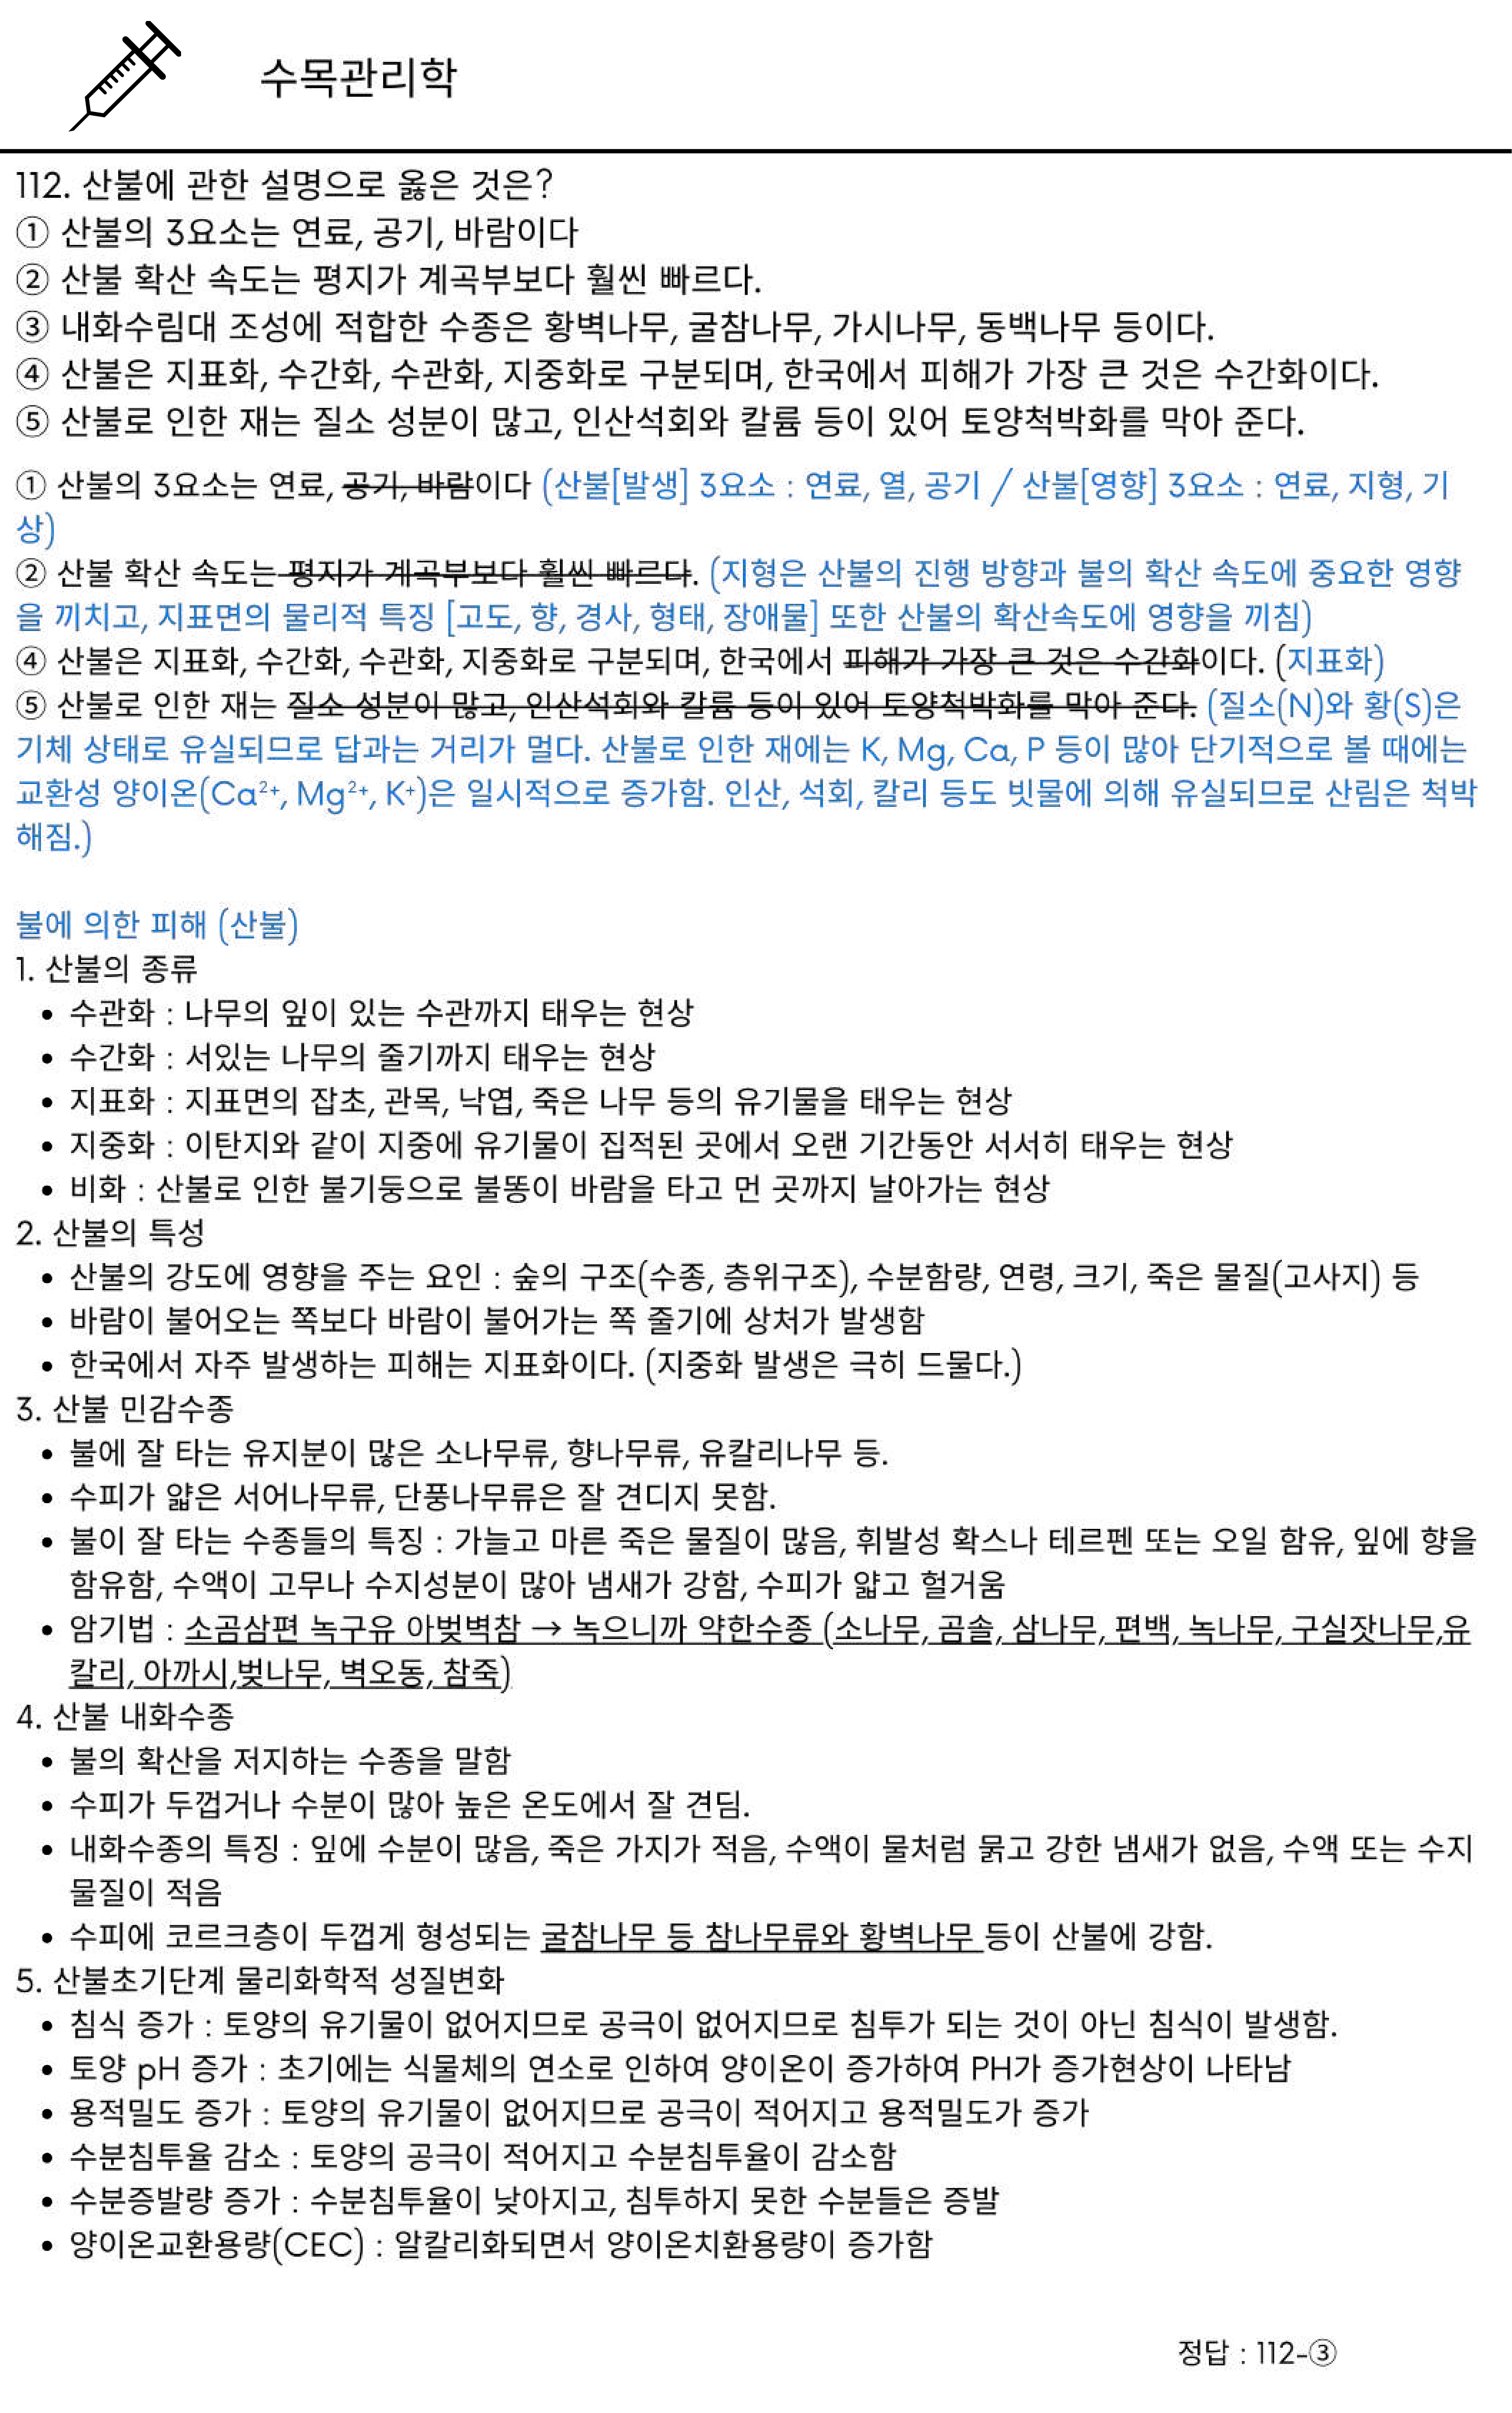 수목관리학
112. 산불에 관한 설명으로 옳은 것은?
① 산불의 3요소는 연료, 공기, 바람이다
② 산불 확산 속도는 평지가 계곡부보다 훨씬 빠르다.
③ 내화수림대 조성에 적합한 수종은 황벽나무, 굴참나무, 가시나무, 동백나무 등이다.
④ 산불은 지표화, 수간화, 수관화, 지중화로 구분되며, 한국에서 피해가 가장 큰 것은 수간화이다.
⑤ 산불로 인한 재는 질소 성분이 많고, 인산석회와 칼륨 등이 있어 토양척박화를 막아 준다.
① 산불의 3요소는 연료, 공기, 바람이다 (산불[발생] 3요소 : 연료, 열, 공기 / 산불[영향] 3요소 : 연료, 지형, 기
상)
② 산불 확산 속도는 평지가 계곡부보다 훨씬 빠르다. (지형은 산불의 진행 방향과 불의 확산 속도에 중요한 영향
을 끼치고, 지표면의 물리적 특징 [고도, 향, 경사, 형태, 장애물] 또한 산불의 확산속도에 영향을 끼침)
④ 산불은 지표화, 수간화, 수관화, 지중화로 구분되며, 한국에서 피해가 가장 큰 것은 수간화이다. (지표화)
⑤ 산불로 인한 재는 질소 성분이 많고, 인산석회와 칼륨 등이 있어 토양척박화를 막아 준다. (질소(N)와 황(S)은
기체 상태로 유실되므로 답과는 거리가 멀다. 산불로 인한 재에는 K, Mg, Ca, P 등이 많아 단기적으로 볼 때에는
교환성 양이온(Ca²⁺, Mg²⁺, K⁺)은 일시적으로 증가함. 인산, 석회, 칼리 등도 빗물에 의해 유실되므로 산림은 척박
해짐.)
불에 의한 피해 (산불)
1. 산불의 종류
• 수관화 : 나무의 잎이 있는 수관까지 태우는 현상
• 수간화 : 서있는 나무의 줄기까지 태우는 현상
• 지표화 : 지표면의 잡초, 관목, 낙엽, 죽은 나무 등의 유기물을 태우는 현상
• 지중화 : 이탄지와 같이 지중에 유기물이 집적된 곳에서 오랜 기간동안 서서히 태우는 현상
• 비화 : 산불로 인한 불기둥으로 불똥이 바람을 타고 먼 곳까지 날아가는 현상
2. 산불의 특성
• 산불의 강도에 영향을 주는 요인 : 숲의 구조(수종, 층위구조), 수분함량, 연령, 크기, 죽은 물질(고사지) 등
• 바람이 불어오는 쪽보다 바람이 불어가는 쪽 줄기에 상처가 발생함
• 한국에서 자주 발생하는 피해는 지표화이다. (지중화 발생은 극히 드물다.)
3. 산불 민감수종
• 불에 잘 타는 유지분이 많은 소나무류, 향나무류, 유칼리나무 등.
• 수피가 얇은 서어나무류, 단풍나무류은 잘 견디지 못함.
• 불이 잘 타는 수종들의 특징 : 가늘고 마른 죽은 물질이 많음, 휘발성 확스나 테르펜 또는 오일 함유, 잎에 향을
함유함, 수액이 고무나 수지성분이 많아 냄새가 강함, 수피가 얇고 헐거움
• 암기법 : 소곰삼편 녹구유 아벚벽참 → 녹으니까 약한수종 (소나무, 곰솔, 삼나무, 편백, 녹나무, 구실잣나무,유
칼리, 아까시,벚나무, 벽오동, 참죽)
4. 산불 내화수종
• 불의 확산을 저지하는 수종을 말함
• 수피가 두껍거나 수분이 많아 높은 온도에서 잘 견딤.
• 내화수종의 특징 : 잎에 수분이 많음, 죽은 가지가 적음, 수액이 물처럼 묽고 강한 냄새가 없음, 수액 또는 수지
물질이 적음
• 수피에 코르크층이 두껍게 형성되는 굴참나무 등 참나무류와 황벽나무 등이 산불에 강함.
5. 산불초기단계 물리화학적 성질변화
• 침식 증가 : 토양의 유기물이 없어지므로 공극이 없어지므로 침투가 되는 것이 아닌 침식이 발생함.
• 토양 pH 증가 : 초기에는 식물체의 연소로 인하여 양이온이 증가하여 PH가 증가현상이 나타남
• 용적밀도 증가 : 토양의 유기물이 없어지므로 공극이 적어지고 용적밀도가 증가
• 수분침투율 감소 : 토양의 공극이 적어지고 수분침투율이 감소함
• 수분증발량 증가 : 수분침투율이 낮아지고, 침투하지 못한 수분들은 증발
• 양이온교환용량(CEC) : 알칼리화되면서 양이온치환용량이 증가함
정답 : 112-③